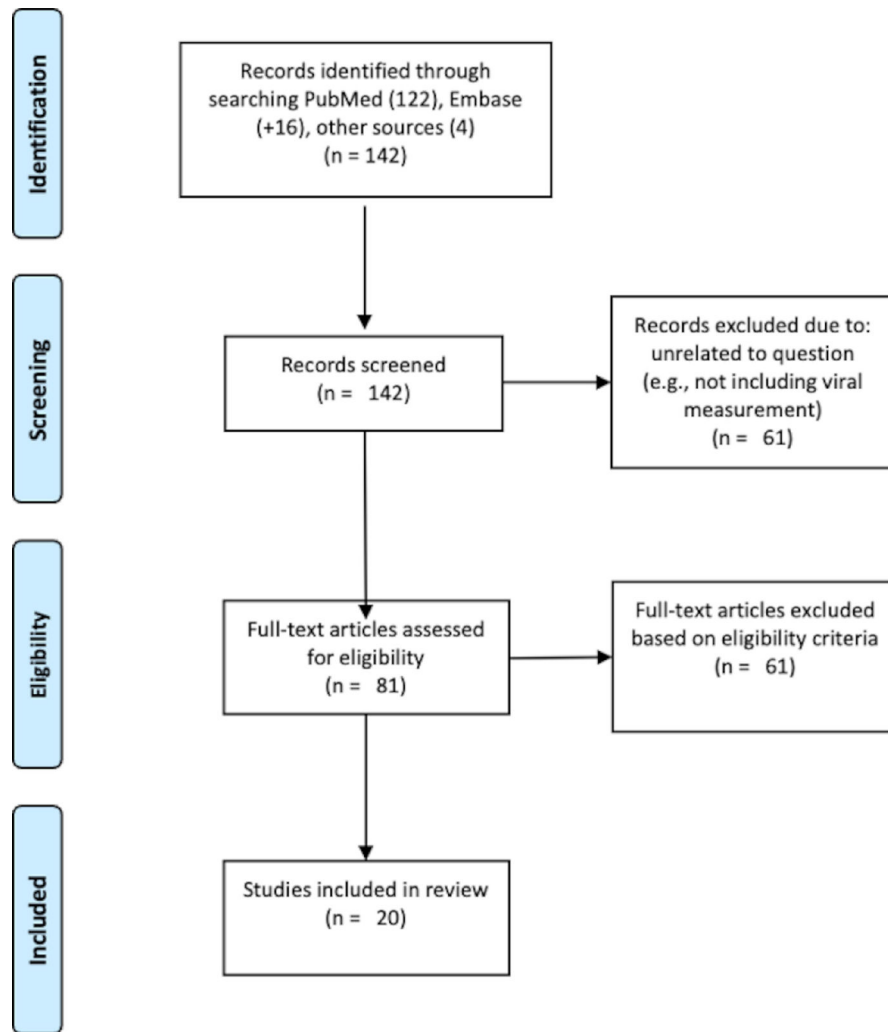 Identification
Records identified through
searching PubMed (122), Embase
(+16), other sources (4)
(n = 142)
Screening
Records screened
(n = 142)
Records excluded due to:
unrelated to question
(e.g., not including viral
measurement)
(n = 61)
Eligibility
Full-text articles assessed
for eligibility
(n = 81)
Full-text articles excluded
based on eligibility criteria
(n = 61)
Included
Studies included in review
(n = 20)